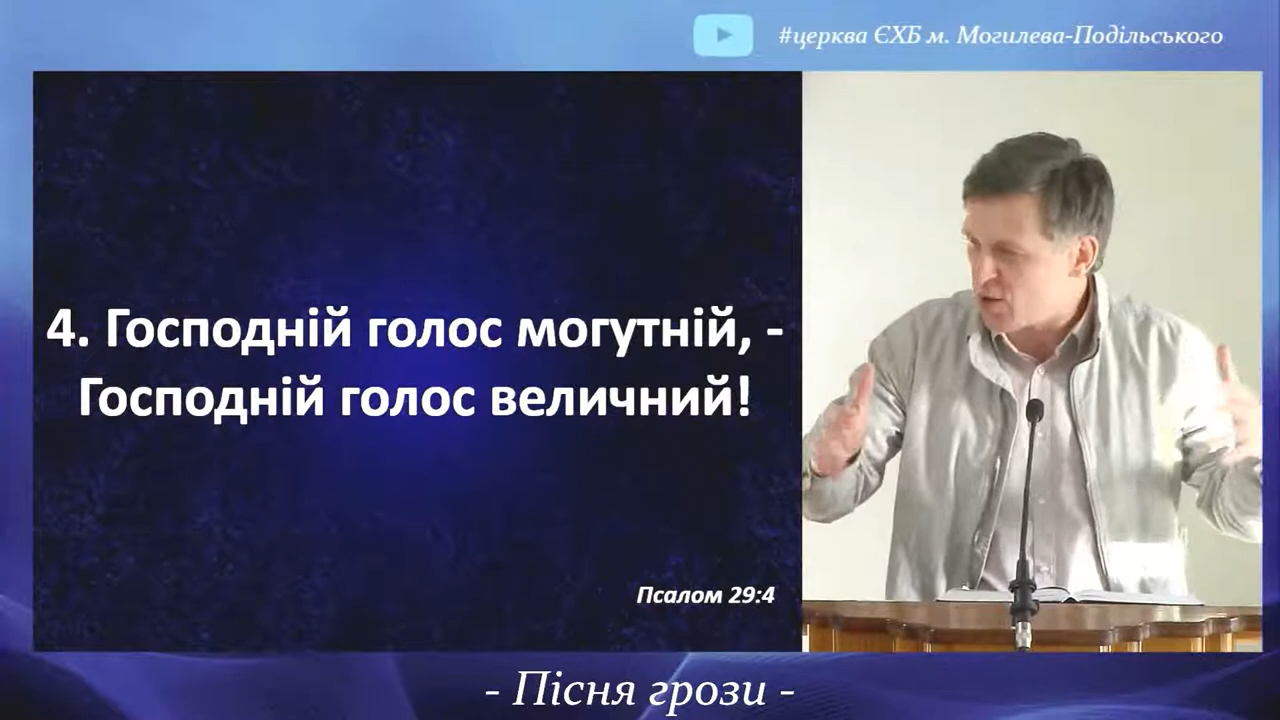 #церква ЄХБ м. Могилева-Подільського
4. Господній голос могутній, -
Господній голос величний!
Псалом 29:4
- Пісня грози -